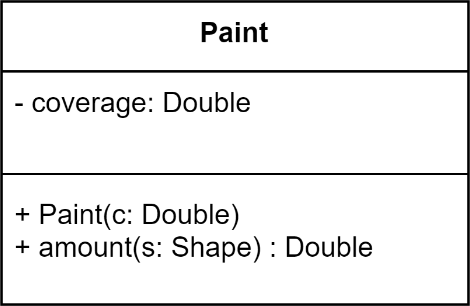 Paint
- coverage: Double
+ Paint(c: Double)
+ amount(s: Shape) : Double